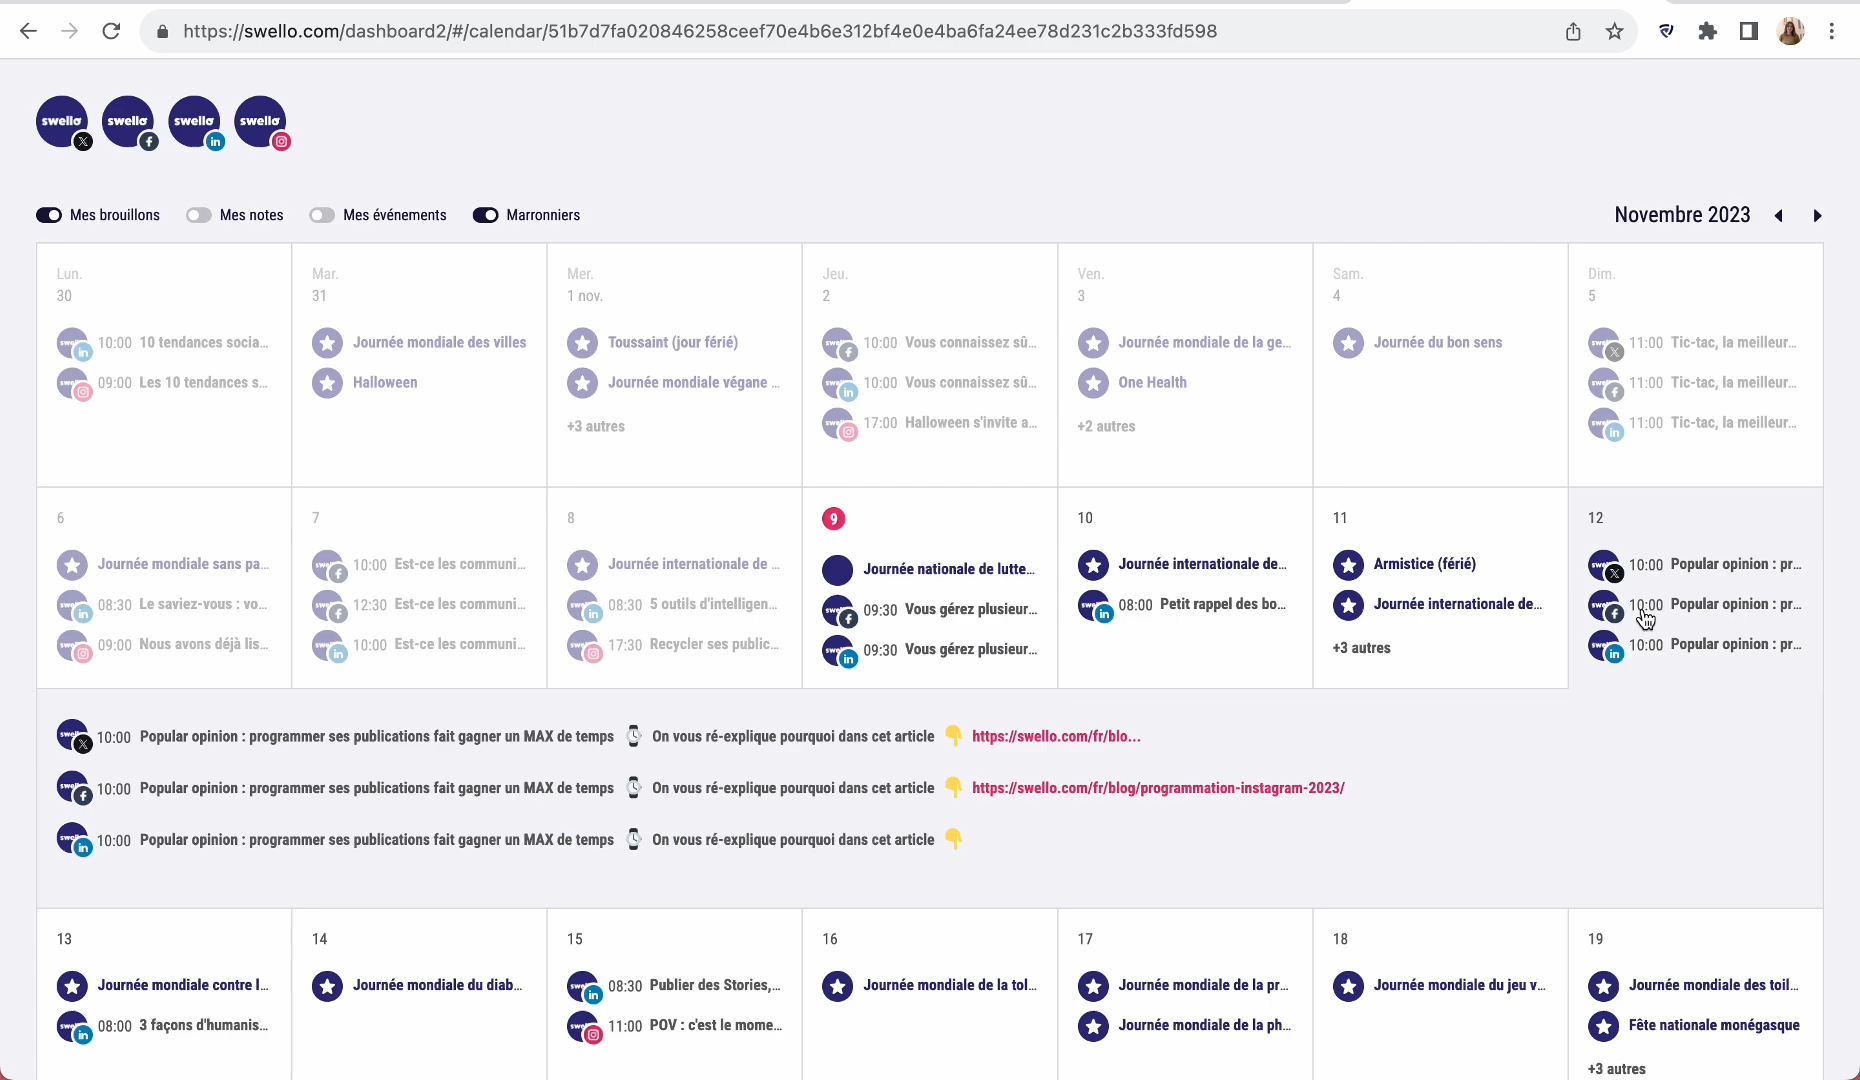 https://swello.com/dashboard2/#/calendar/51b7d7fa020846258ceef70e4b6e312bf4e0e4ba6fa24ee78d231c2b333fd598
swello swello swello swello
Mes brouillons Mes notes Mes événements Marronniers Novembre 2023
Lun. Mar. Mer. Jeu. Ven. Sam. Dim.
30 31 1 nov. 2 3 4 5
10:00 10 tendances socia... Journée mondiale des villes Toussaint (jour férié) 10:00 Vous connaissez sû... Journée mondiale de la ge... Journée du bon sens 11:00 Tic-tac, la meilleur...
09:00 Les 10 tendances s... Halloween Journée mondiale végane ... 10:00 Vous connaissez sû... One Health 11:00 Tic-tac, la meilleur...
+3 autres 17:00 Halloween s'invite a... +2 autres 11:00 Tic-tac, la meilleur...
6 7 8 9 10 11 12
Journée mondiale sans pa... 10:00 Est-ce les communi... Journée internationale de ... Journée nationale de lutte... Journée internationale de... Armistice (férié) 10:00 Popular opinion : pr...
08:30 Le saviez-vous : vo... 12:30 Est-ce les communi... 08:30 5 outils d'intelligen... 09:30 Vous gérez plusieur... 08:00 Petit rappel des bo... Journée internationale de... 10:00 Popular opinion : pr...
09:00 Nous avons déjà lis... 10:00 Est-ce les communi... 17:30 Recycler ses public... 09:30 Vous gérez plusieur... +3 autres 10:00 Popular opinion : pr...
10:00 Popular opinion : programmer ses publications fait gagner un MAX de temps ⌚ On vous ré-explique pourquoi dans cet article 👇 https://swello.com/fr/blo...
10:00 Popular opinion : programmer ses publications fait gagner un MAX de temps ⌚ On vous ré-explique pourquoi dans cet article 👇 https://swello.com/fr/blog/programmation-instagram-2023/
10:00 Popular opinion : programmer ses publications fait gagner un MAX de temps ⌚ On vous ré-explique pourquoi dans cet article 👇
13 14 15 16 17 18 19
Journée mondiale contre l... Journée mondiale du diab... 08:30 Publier des Stories,... Journée mondiale de la tol... Journée mondiale de la pr... Journée mondiale du jeu v... Journée mondiale des toil...
08:00 3 façons d'humanis... 11:00 POV : c'est le mome... Journée mondiale de la ph... Fête nationale monégasque
+3 autres